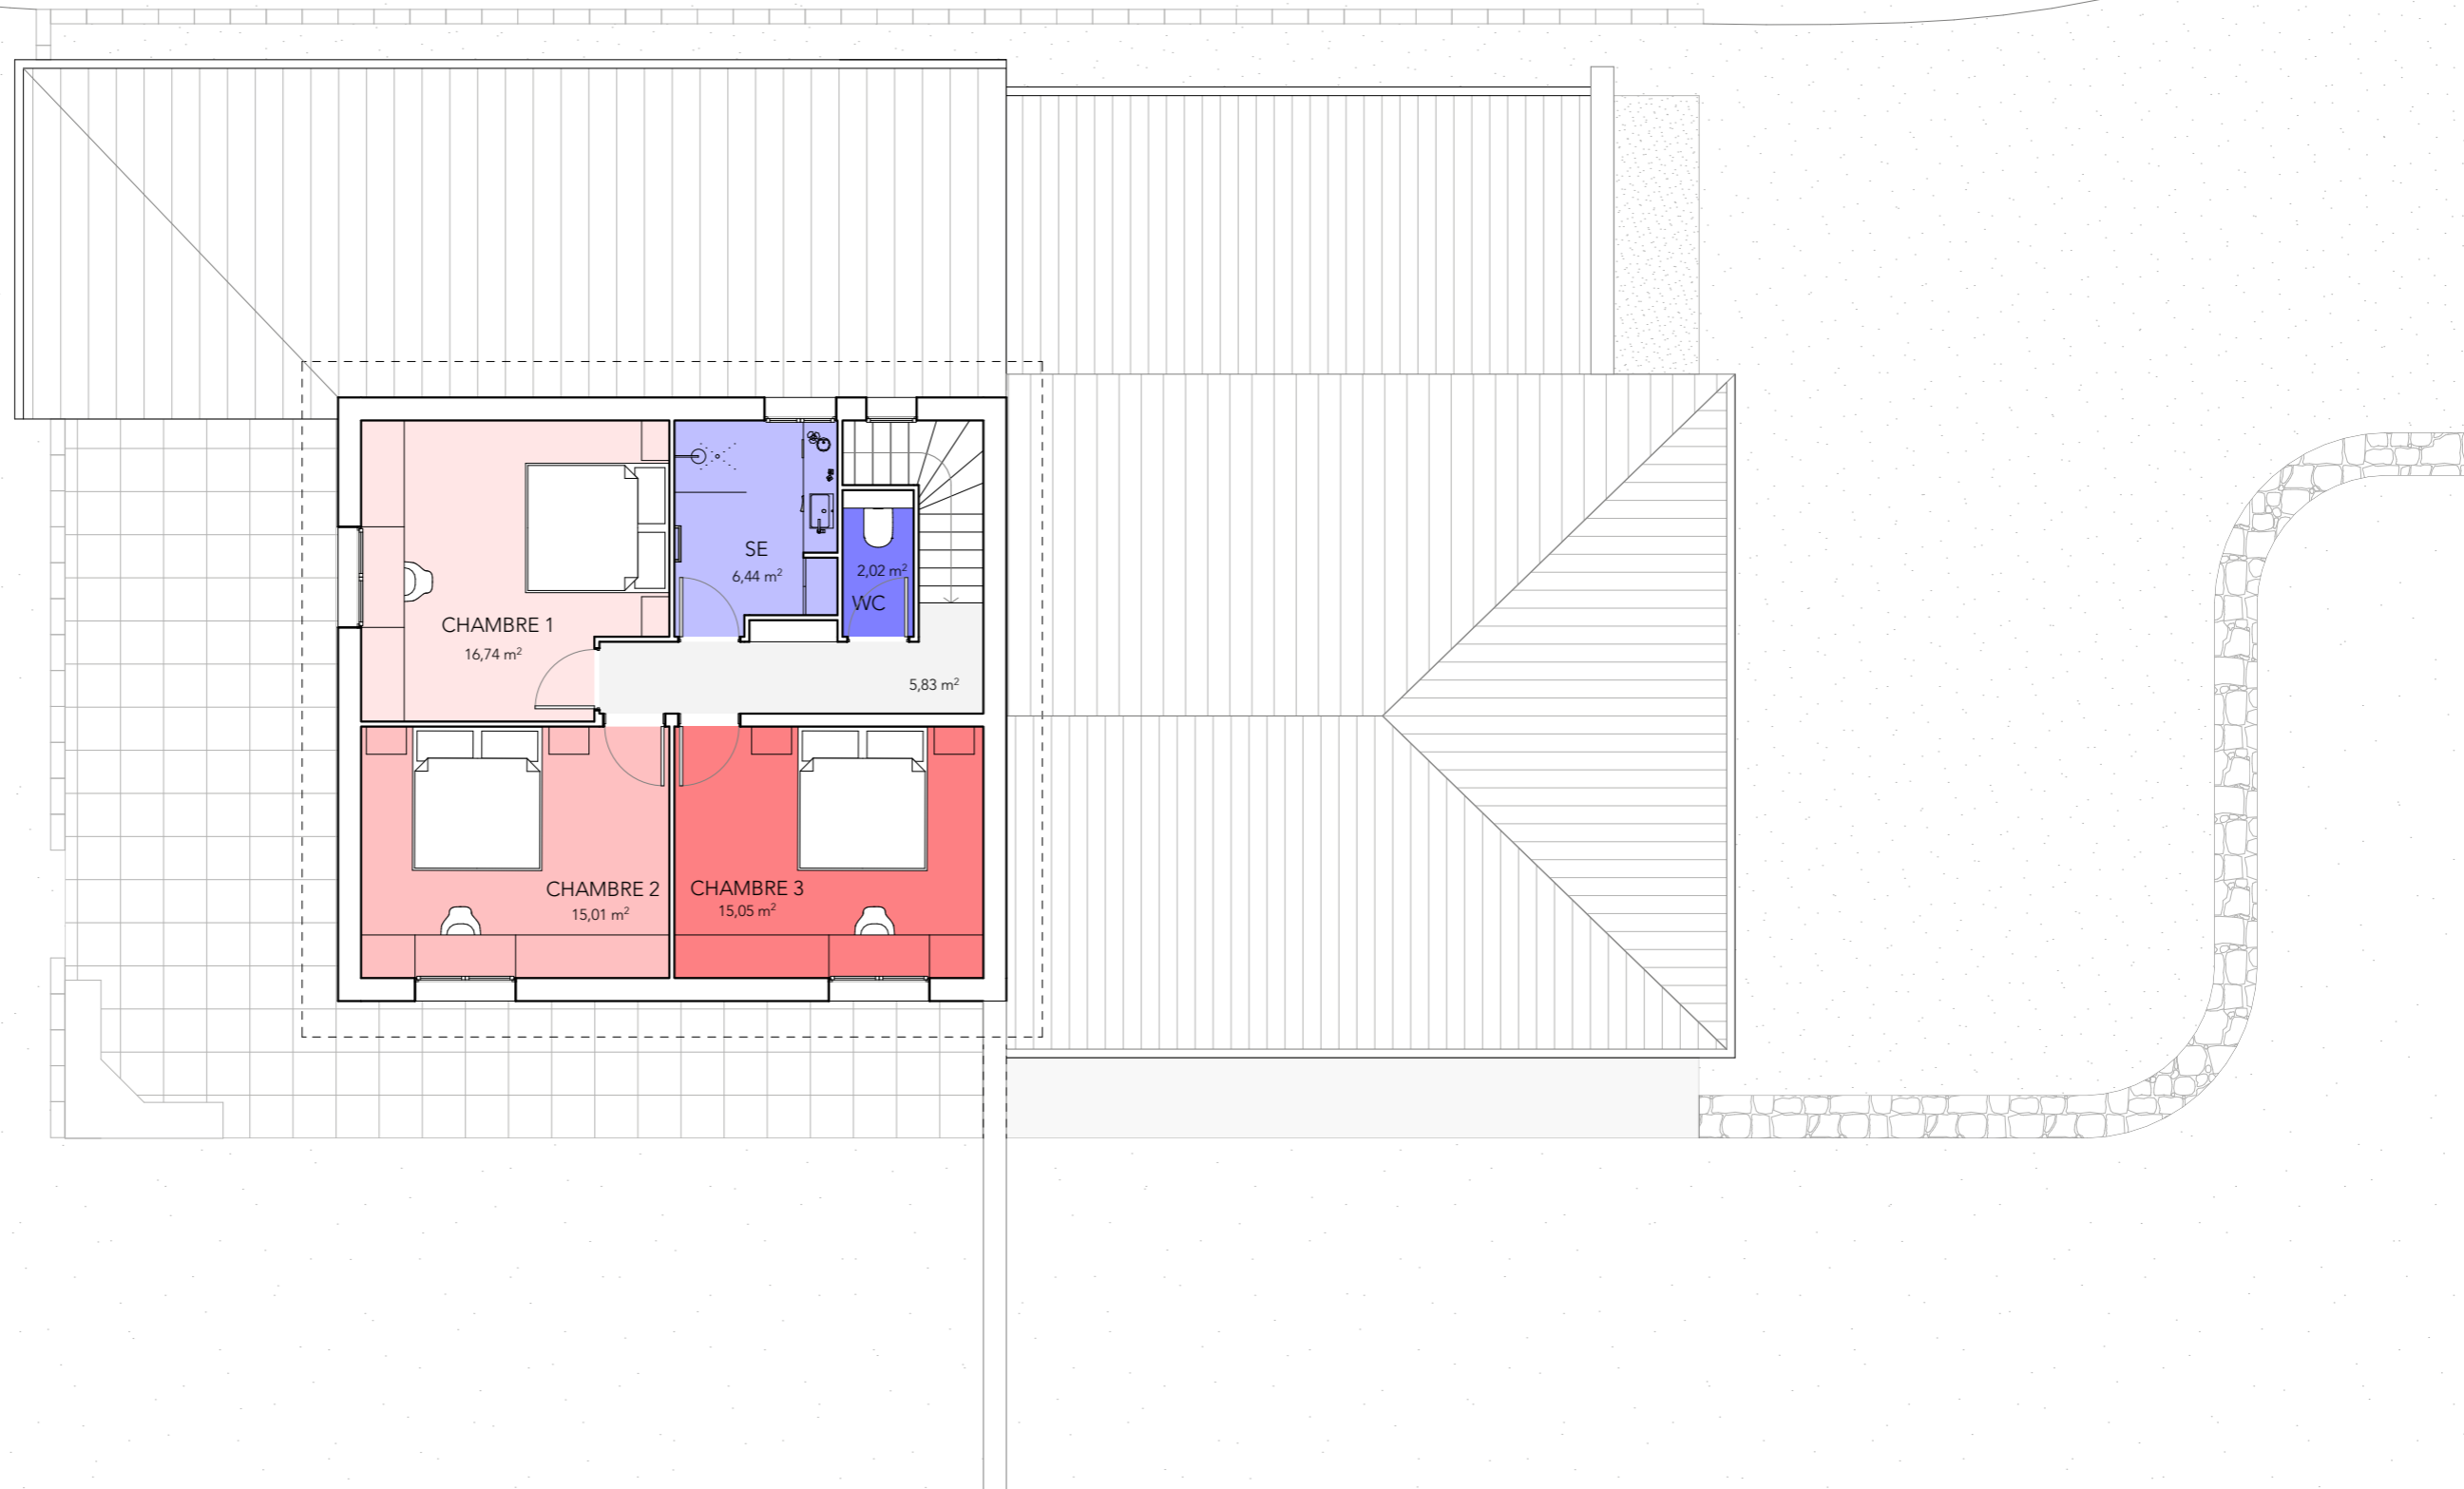 SE
6,44 m²
2,02 m²
WC
CHAMBRE 1
16,74 m²
5,83 m²
CHAMBRE 2
15,01 m²
CHAMBRE 3
15,05 m²